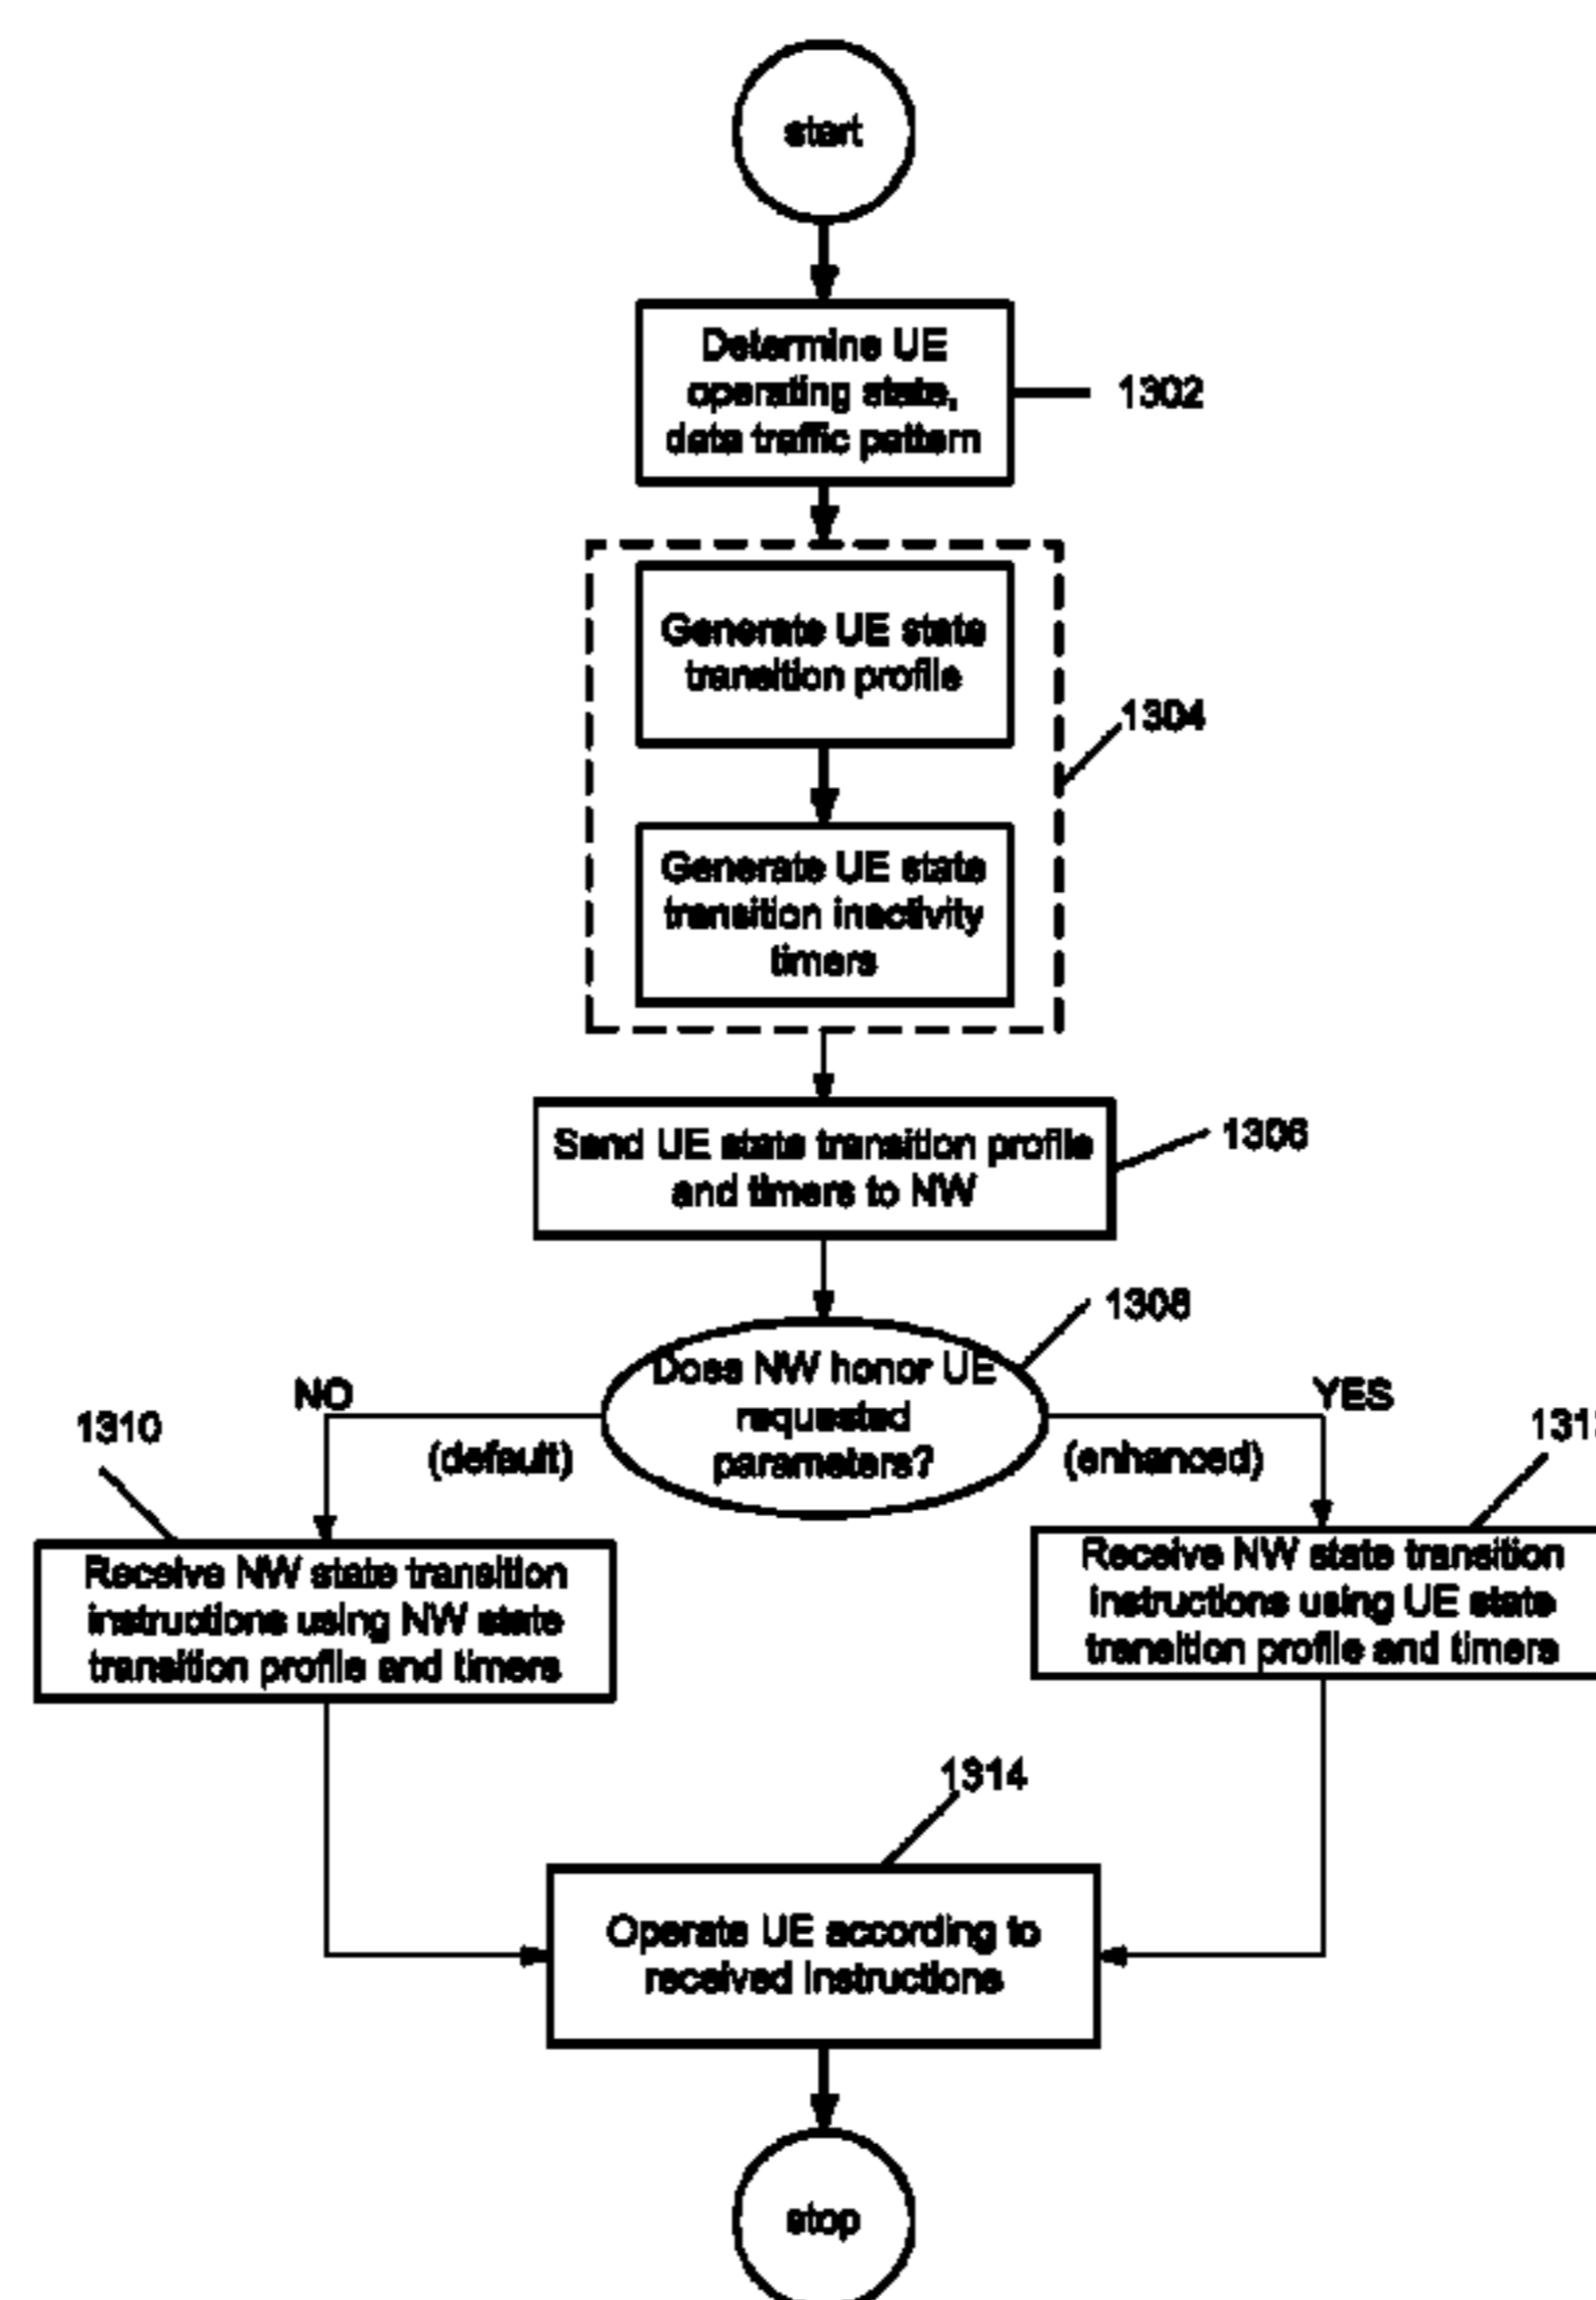 start
Determine UE
operating state,
data traffic pattern
1302
Generate UE state
transition profile
1304
Generate UE state
transition inactivity
timers
Send UE state transition profile
and timers to NW
1306
1308
Does NW honor UE
requested
parameters?
NO
(default)
YES
(enhanced)
1310
Receive NW state transition
instructions using NW state
transition profile and timers
Receive NW state transition
instructions using UE state
transition profile and timers
1314
Operate UE according to
received instructions
stop